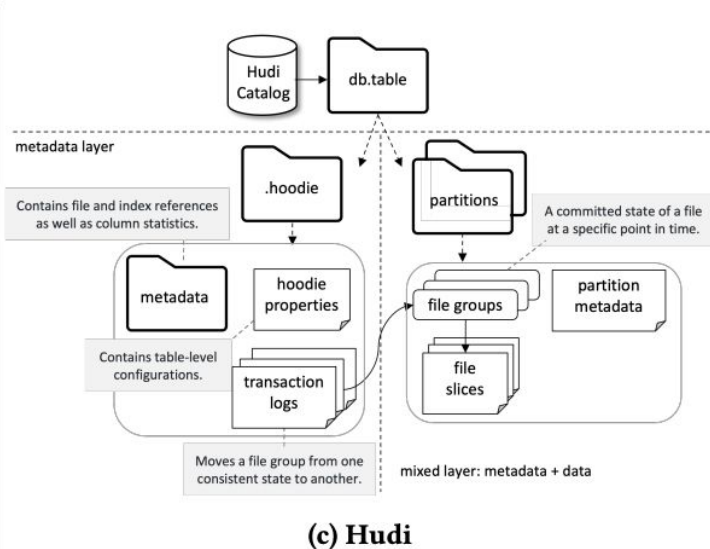 Hudi
Catalog
db.table
metadata layer
.hoodie
partitions
Contains file and index references
as well as column statistics.
A committed state of a file
at a specific point in time.
metadata
hoodie
properties
file groups
partition
metadata
Contains table-level
configurations.
transaction
logs
file
slices
Moves a file group from one
consistent state to another.
mixed layer: metadata + data
(c) Hudi